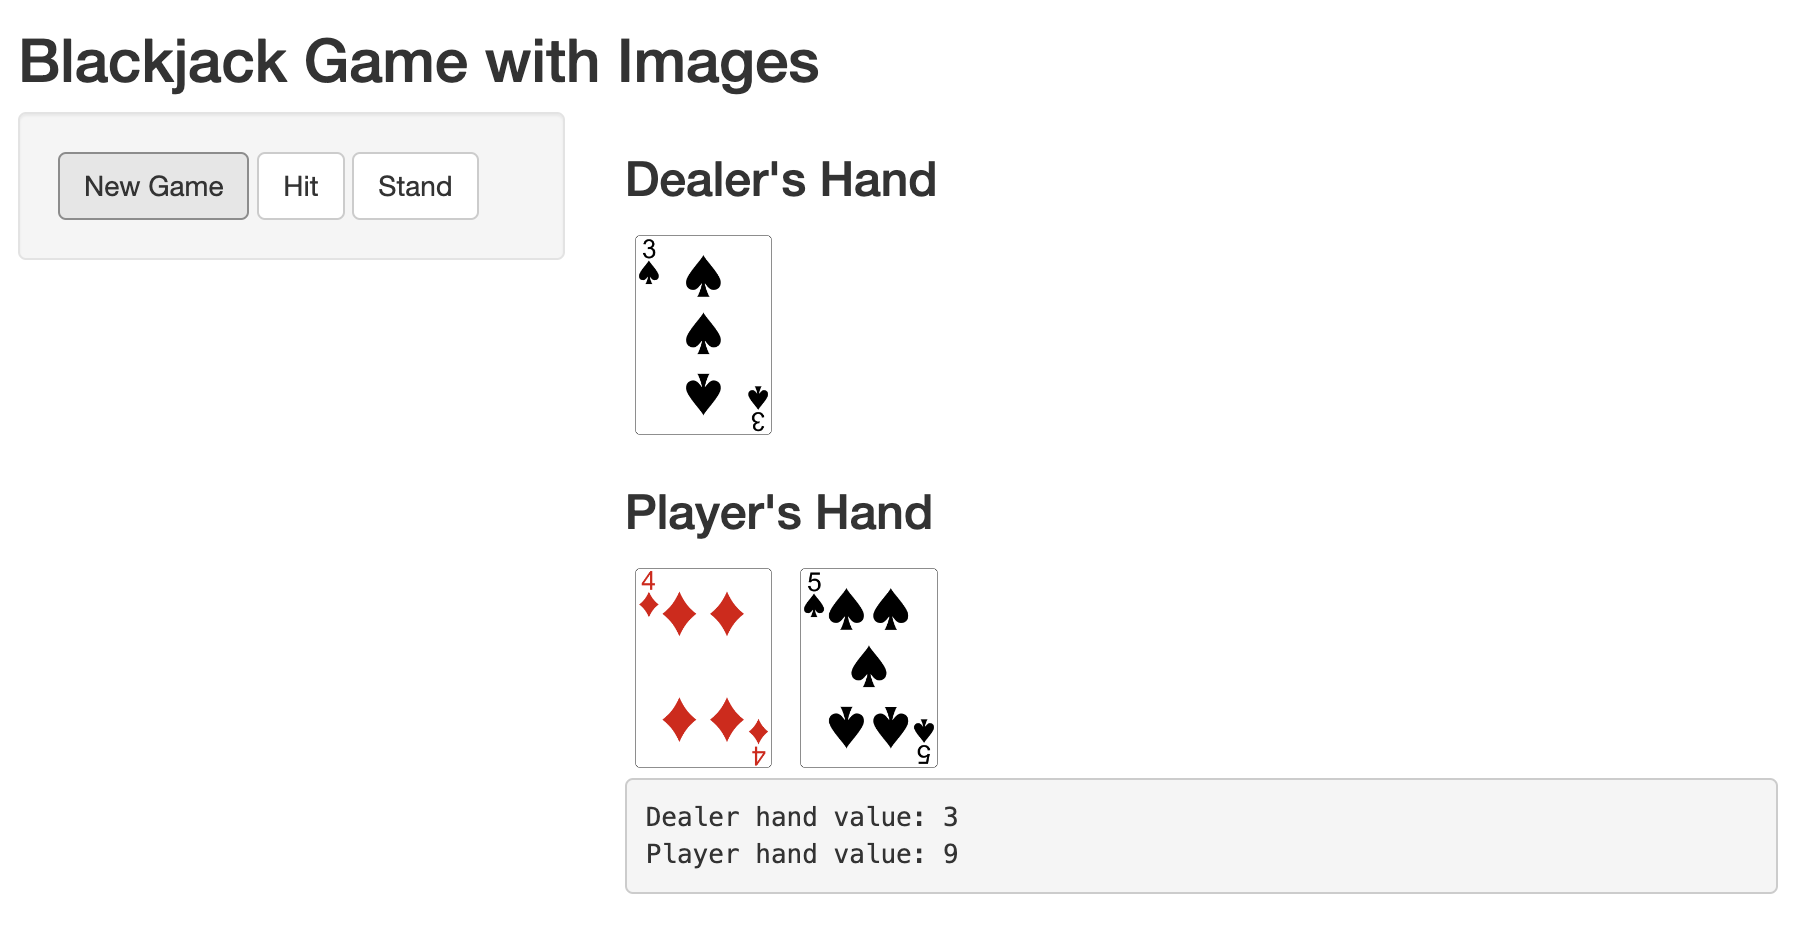 Blackjack Game with Images
New Game Hit Stand
Dealer's Hand
3
3
Player's Hand
4 5
4 5
Dealer hand value: 3
Player hand value: 9